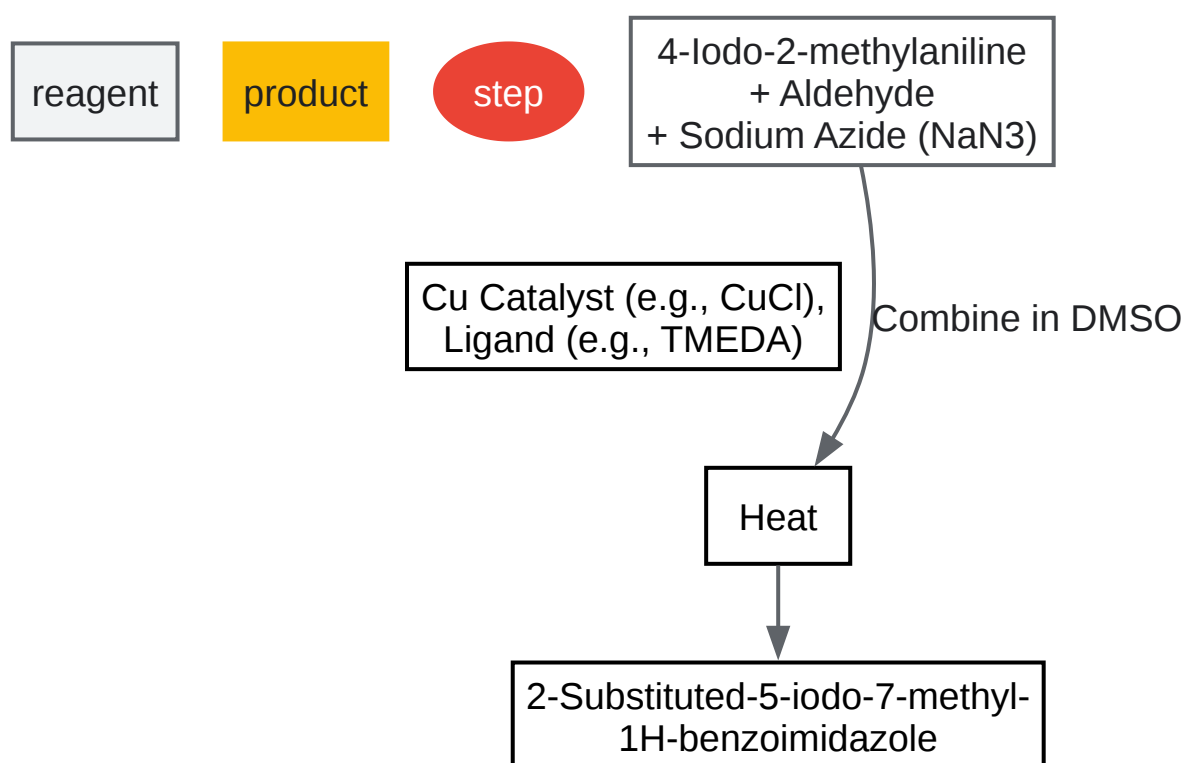 reagent
product
step
4-Iodo-2-methylaniline
+ Aldehyde
+ Sodium Azide (NaN3)
Cu Catalyst (e.g., CuCl),
Ligand (e.g., TMEDA)
Combine in DMSO
Heat
2-Substituted-5-iodo-7-methyl-
1H-benzoimidazole